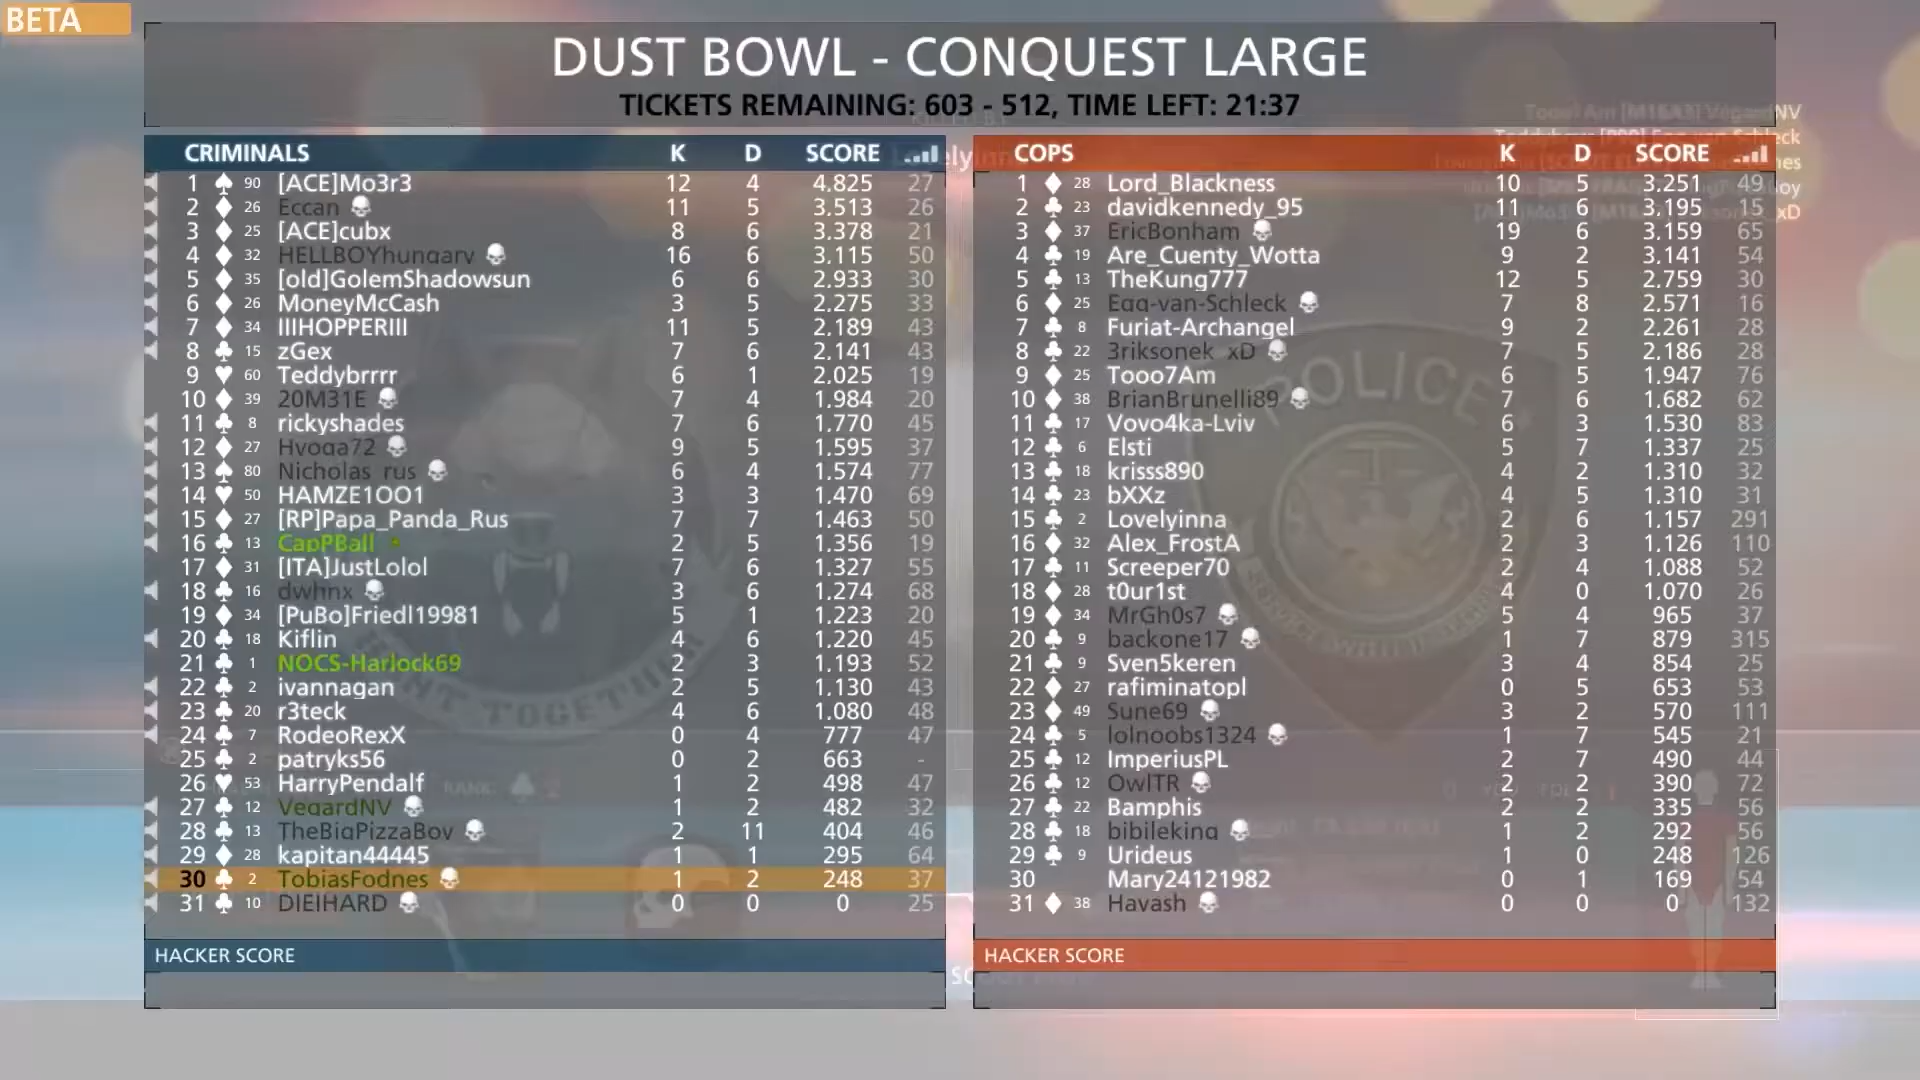 BETA
DUST BOWL - CONQUEST LARGE
TICKETS REMAINING: 603 - 512, TIME LEFT: 21:37
CRIMINALS K D SCORE
1 90 [ACE]Mo3r3 12 4 4.825 27
2 26 Eccan 11 5 3.513 26
3 25 [ACE]cubx 8 6 3.378 21
4 32 HELLBOYhungary 16 6 3.115 50
5 35 [old]GolemShadowsun 6 6 2.933 30
6 26 MoneyMcCash 3 5 2.275 33
7 34 IIIHOPPERIII 11 5 2.189 43
8 15 zGex 7 6 2.141 43
9 60 Teddybrrrr 6 1 2.025 19
10 39 20M31E 7 4 1.984 20
11 8 rickyshades 7 6 1.770 45
12 27 Hyoga72 9 5 1.595 37
13 80 Nicholas_rus 6 4 1.574 77
14 50 HAMZE1OO1 3 3 1.470 69
15 27 [RP]Papa_Panda_Rus 7 7 1.463 50
16 13 CapPBall 2 5 1.356 19
17 31 [ITA]JustLolol 7 6 1.327 55
18 16 dwhnx 3 6 1.274 68
19 34 [PuBo]Friedl19981 5 1 1.223 20
20 18 Kiflin 4 6 1.220 45
21 1 NOCS-Harlock69 2 3 1.193 52
22 2 ivannagan 2 5 1.130 43
23 20 r3teck 4 6 1.080 48
24 7 RodeoRexX 0 4 777 47
25 2 patryks56 0 2 663 -
26 53 HarryPendalf 1 2 498 47
27 12 VegardNV 1 2 482 32
28 13 TheBigPizzaBoy 2 11 404 46
29 28 kapitan44445 1 1 295 64
30 2 TobiasFodnes 1 2 248 37
31 10 DIEIHARD 0 0 0 25
HACKER SCORE
COPS K D SCORE
1 28 Lord_Blackness 10 5 3.251 49
2 23 davidkennedy_95 11 6 3.195 15
3 37 EricBonham 19 6 3.159 65
4 19 Are_Cuenty_Wotta 9 2 3.141 54
5 13 TheKung777 12 5 2.759 30
6 25 Egg-van-Schleck 7 8 2.571 16
7 8 Furiat-Archangel 9 2 2.261 28
8 22 3riksonek_xD 7 5 2.186 28
9 25 Tooo7Am 6 5 1.947 76
10 38 BrianBrunelli89 7 6 1.682 62
11 17 Vovo4ka-Lviv 6 3 1.530 83
12 6 Elsti 5 7 1.337 25
13 18 krisss890 4 2 1.310 32
14 23 bXXz 4 5 1.310 31
15 2 Lovelyinna 2 6 1.157 291
16 32 Alex_FrostA 2 3 1.126 110
17 11 Screeper70 2 4 1.088 52
18 28 t0ur1st 4 0 1.070 26
19 34 MrGh0s7 5 4 965 37
20 9 backone17 1 7 879 315
21 9 Sven5keren 3 4 854 25
22 27 rafiminatopl 0 5 653 53
23 49 Sune69 3 2 570 111
24 5 lolnoobs1324 1 7 545 21
25 12 ImperiusPL 2 7 490 44
26 12 OwlTR 2 2 390 72
27 22 Bamphis 2 2 335 56
28 18 bibileking 1 2 292 56
29 9 Urideus 1 0 248 126
30 Mary24121982 0 1 169 54
31 38 Havash 0 0 0 132
HACKER SCORE
POLICE